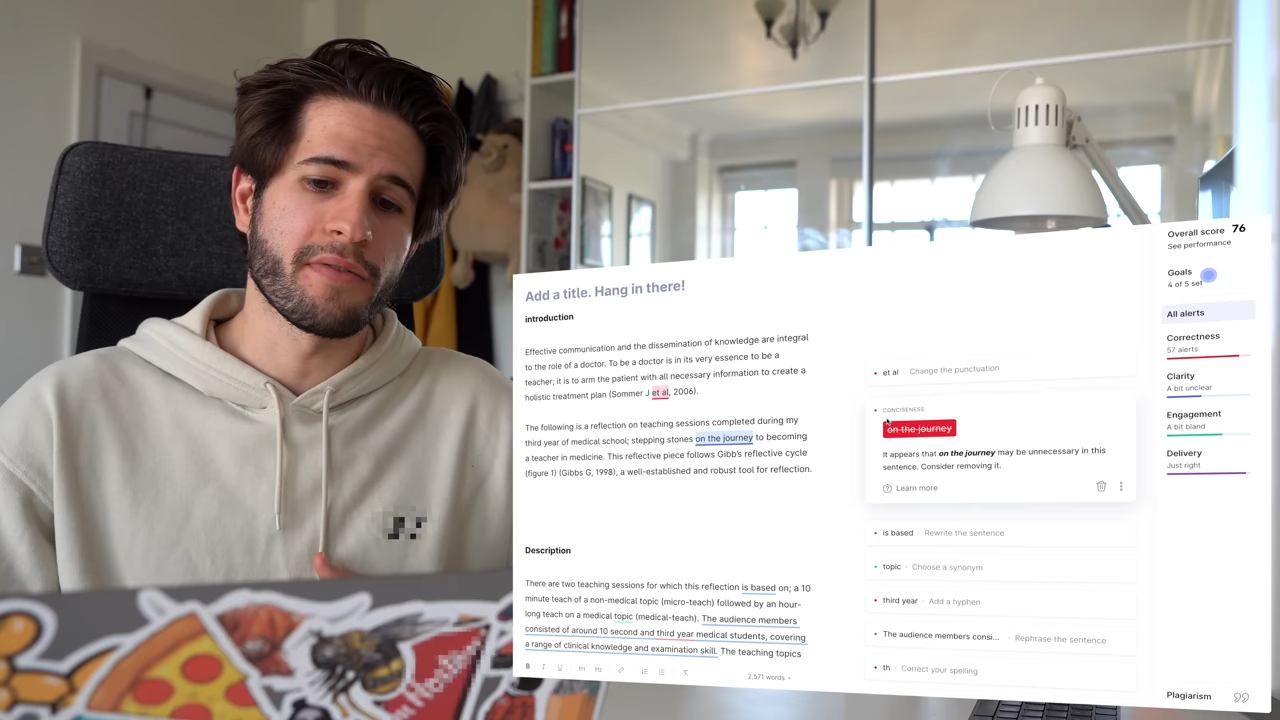 Add a title. Hang in there!
introduction
Effective communication and the dissemination of knowledge are integral
to the role of a doctor. To be a doctor is in its very essence to be a
teacher; it is to arm the patient with all necessary information to create a
holistic treatment plan (Sommer J et al, 2006).
The following is a reflection on teaching sessions completed during my
third year of medical school; stepping stones on the journey to becoming
a teacher in medicine. This reflective piece follows Gibb's reflective cycle
(figure 1) (Gibbs G, 1998), a well-established and robust tool for reflection.
Description
There are two teaching sessions for which this reflection is based on; a 10
minute teach of a non-medical topic (micro-teach) followed by an hour-
long teach on a medical topic (medical-teach). The audience members
consisted of around 10 second and third year medical students, covering
a range of clinical knowledge and examination skill. The teaching topics
B I U H1 H2
2,571 words
et al · Change the punctuation
CONCISENESS
on the journey
It appears that on the journey may be unnecessary in this
sentence. Consider removing it.
Learn more
is based · Rewrite the sentence
topic · Choose a synonym
third year · Add a hyphen
The audience members consi... · Rephrase the sentence
th · Correct your spelling
Overall score 76
See performance
Goals
4 of 5 set
All alerts
Correctness
57 alerts
Clarity
A bit unclear
Engagement
A bit bland
Delivery
Just right
Plagiarism